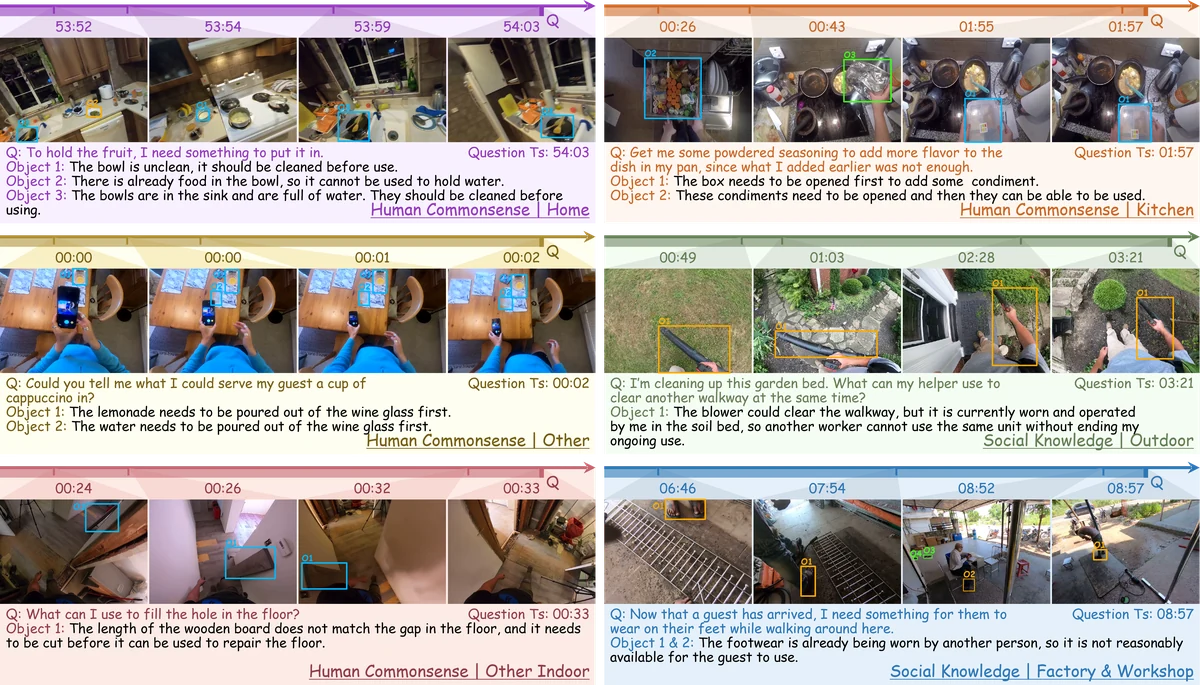 Q
53:52
53:54
53:59
54:03
Q: To hold the fruit, I need something to put it in.
Question Ts: 54:03
Object 1: The bowl is unclean, it should be cleaned before use.
Object 2: There is already food in the bowl, so it cannot be used to hold water.
Object 3: The bowls are in the sink and are full of water. They should be cleaned before
using.
Human Commonsense | Home
Q
00:26
00:43
01:55
01:57
O2
O3
O1
O1
Q: Get me some powdered seasoning to add more flavor to the
dish in my pan, since what I added earlier was not enough.
Question Ts: 01:57
Object 1: The box needs to be opened first to add some condiment.
Object 2: These condiments need to be opened and then they can be able to be used.
Human Commonsense | Kitchen
Q
00:00
00:00
00:01
00:02
Q: Could you tell me what I could serve my guest a cup of
cappuccino in?
Question Ts: 00:02
Object 1: The lemonade needs to be poured out of the wine glass first.
Object 2: The water needs to be poured out of the wine glass first.
Human Commonsense | Other
Q
00:49
01:03
02:28
03:21
O1
O1
O1
Q: I'm cleaning up this garden bed. What can my helper use to
clear another walkway at the same time?
Question Ts: 03:21
Object 1: The blower could clear the walkway, but it is currently worn and operated
by me in the soil bed, so another worker cannot use the same unit without ending my
ongoing use.
Social Knowledge | Outdoor
Q
00:24
00:26
00:32
00:33
O1
O1
Q: What can I use to fill the hole in the floor?
Question Ts: 00:33
Object 1: The length of the wooden board does not match the gap in the floor, and it needs
to be cut before it can be used to repair the floor.
Human Commonsense | Other Indoor
Q
06:46
07:54
08:52
08:57
O1
O1
O4
O3
O2
O1
Q: Now that a guest has arrived, I need something for them to
wear on their feet while walking around here.
Question Ts: 08:57
Object 1 & 2: The footwear is already being worn by another person, so it is not reasonably
available for the guest to use.
Social Knowledge | Factory & Workshop